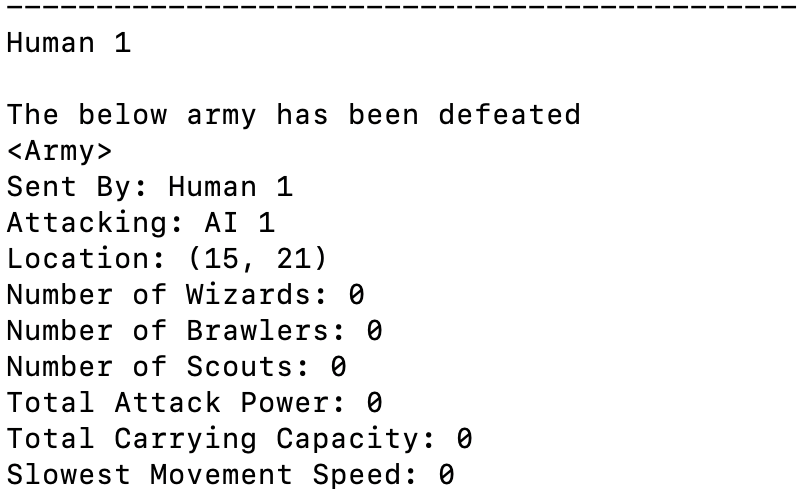 --------------------------------------------
Human 1
The below army has been defeated
<Army>
Sent By: Human 1
Attacking: AI 1
Location: (15, 21)
Number of Wizards: 0
Number of Brawlers: 0
Number of Scouts: 0
Total Attack Power: 0
Total Carrying Capacity: 0
Slowest Movement Speed: 0